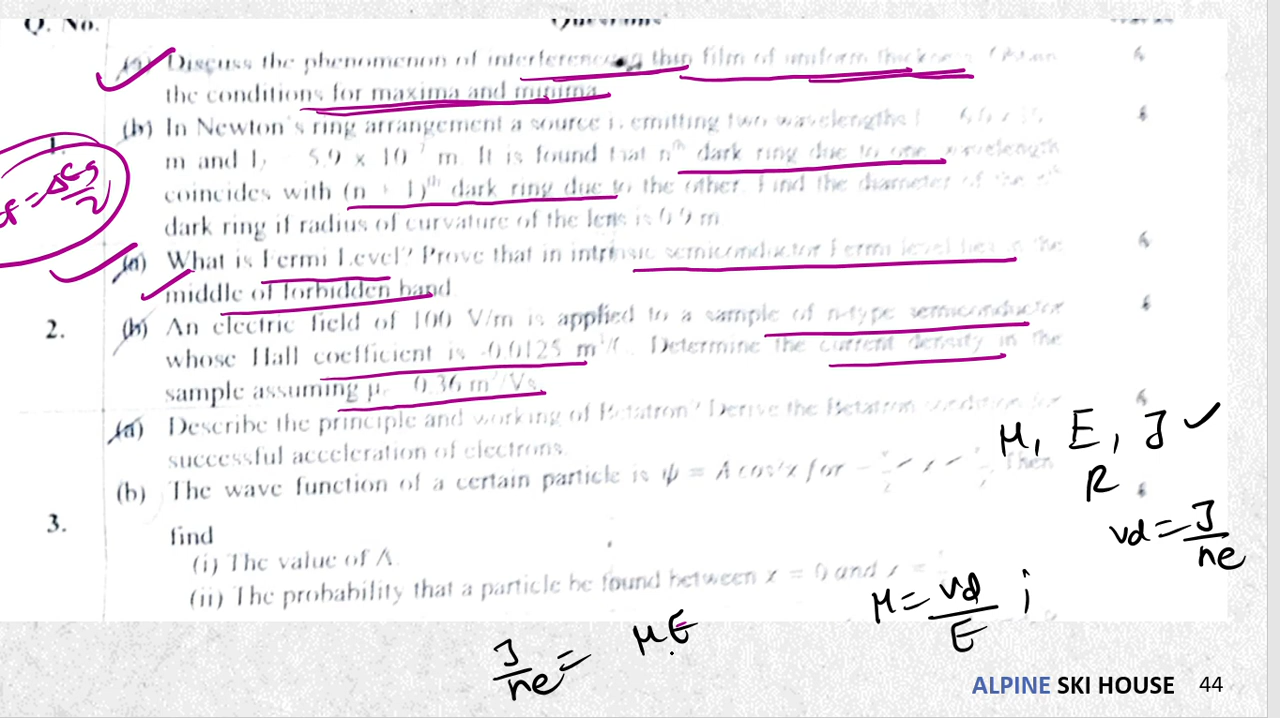 Q. No.
Questions
(a) Discuss the phenomenon of interference in thin film of uniform thickness. Obtain
6
the conditions for maxima and minima.
1.
(b) In Newton's ring arrangement a source is emitting two wavelengths
m and l₂ = 5.9 × 10⁻⁷ m. It is found that nᵗʰ dark ring due to one wavelength
coincides with (n + 1)ᵗʰ dark ring due to the other. Find the diameter of the nᵗʰ
dark ring if radius of curvature of the lens is 0.9 m
(a) What is Fermi Level? Prove that in intrinsic semiconductor Fermi level lies in the
6
middle of forbidden band
2.
(b) An electric field of 100 V/m is applied to a sample of n-type semiconductor
whose Hall coefficient is -0.0125 m³/C. Determine the current density in the
sample assuming μ 0.36 m²/Vs
(a) Describe the principle and working of Betatron? Derive the Betatron condition for
6
successful acceleration of electrons.
(b) The wave function of a certain particle is ψ = A cos²x for Then
3.
find
(i) The value of A.
(ii) The probability that a particle be found between x = 0 and x =
μ, E, J ✓
R
vd = J/ne
μ = vd/E ;
J/ne = μE
ALPINE SKI HOUSE 44